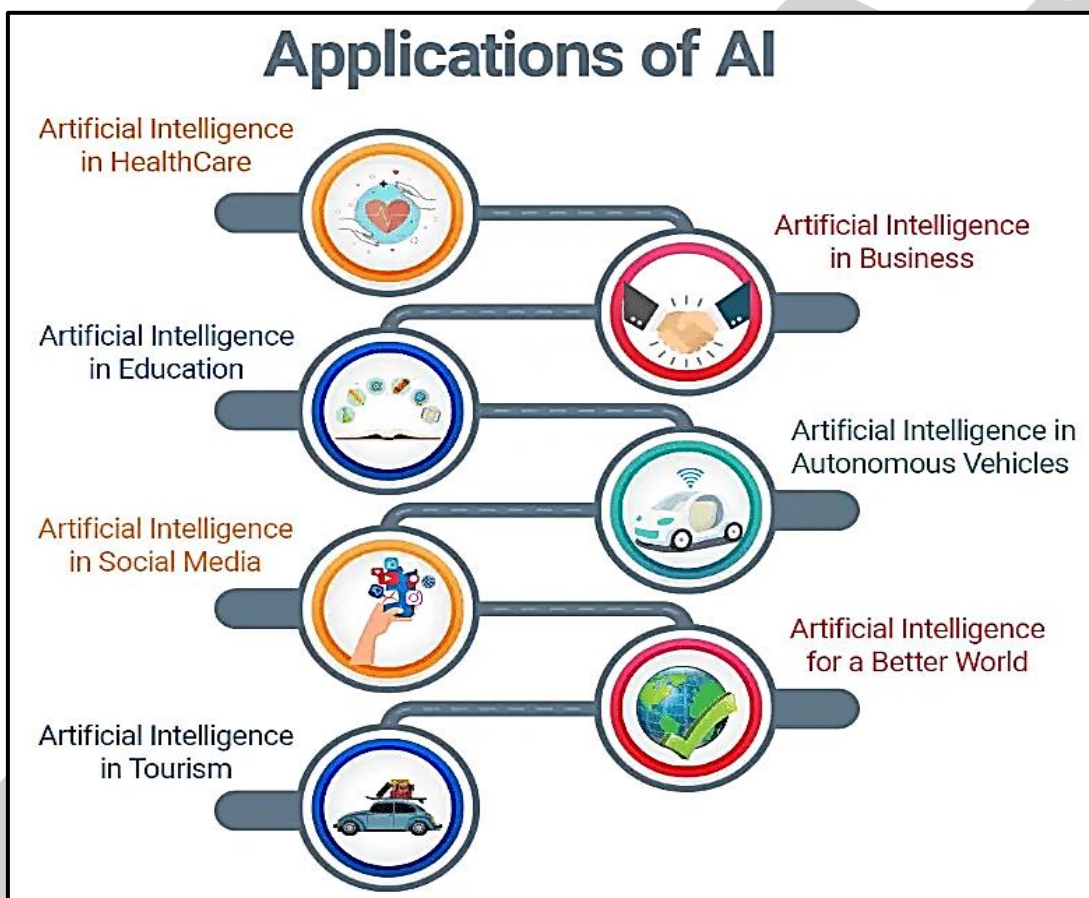 Applications of AI
Artificial Intelligence
in HealthCare
Artificial Intelligence
in Business
Artificial Intelligence
in Education
Artificial Intelligence in
Autonomous Vehicles
Artificial Intelligence
in Social Media
Artificial Intelligence
for a Better World
Artificial Intelligence
in Tourism